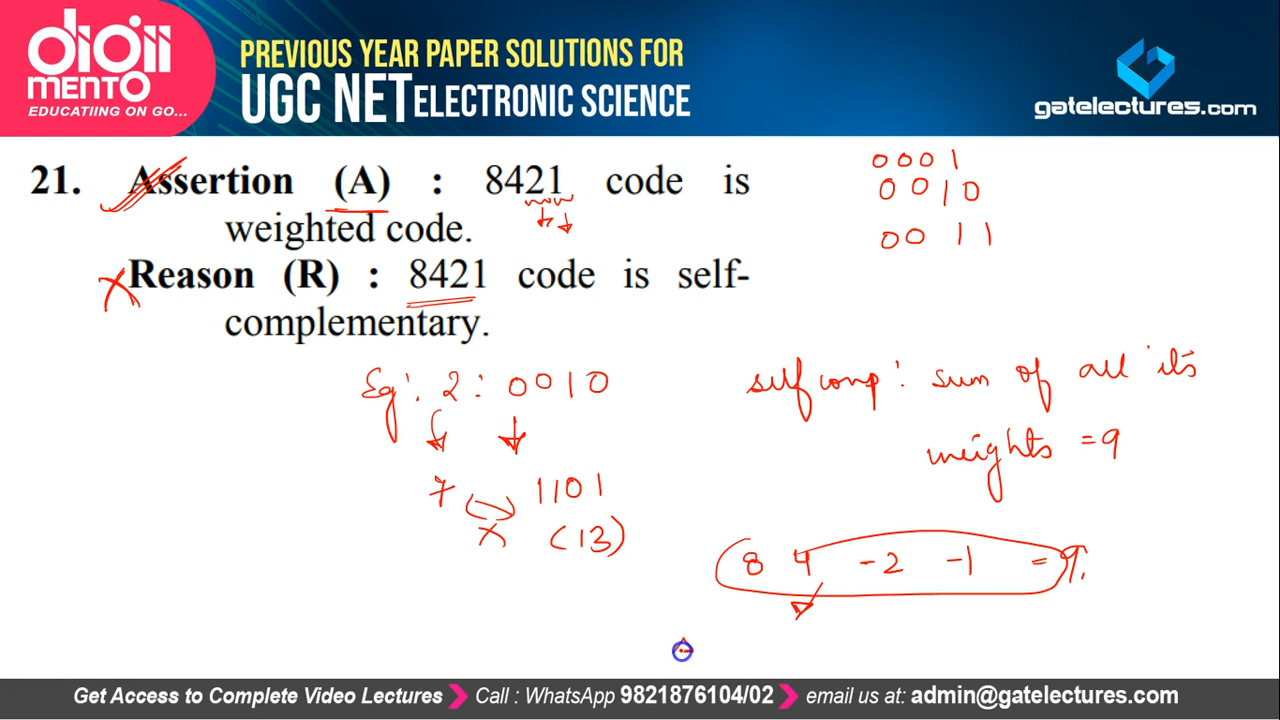 digii
MENTO
EDUCATIING ON GO...
PREVIOUS YEAR PAPER SOLUTIONS FOR
UGC NET ELECTRONIC SCIENCE
gatelectures.com
21. Assertion (A) : 8421 code is
weighted code.
Reason (R) : 8421 code is self-
complementary.
0001
0010
0011
Eg: 2: 0010
7 1101
x (13)
self comp: sum of all its
weights = 9
8 4 -2 -1 = 9.
Get Access to Complete Video Lectures
Call : WhatsApp 9821876104/02
email us at: admin@gatelectures.com